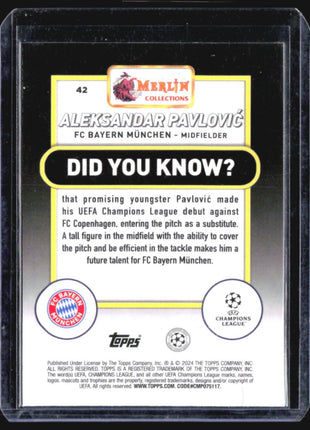 42
MERLIN
COLLECTIONS
ALEKSANDAR PAVLOVIĆ
FC BAYERN MÜNCHEN – MIDFIELDER
DID YOU KNOW?
that promising youngster Pavlović made
his UEFA Champions League debut against
FC Copenhagen, entering the pitch as a substitute.
A tall figure in the midfield with the ability to cover
the pitch and be efficient in the tackle makes him a
future talent for FC Bayern München.
FC BAYERN
MÜNCHEN
UEFA
CHAMPIONS
LEAGUE
Topps
Published Under License by The Topps Company, Inc. ® & © 2024 THE TOPPS COMPANY, INC.
ALL RIGHTS RESERVED. TOPPS IS A REGISTERED TRADEMARK OF THE TOPPS COMPANY, INC.
The word(s) UEFA, CHAMPIONS LEAGUE, and all other UEFA Champions League marks, names,
logos, mascots and trophies are the property, registered trademarks and/or copyright of
UEFA. All rights reserved. WWW.TOPPS.COM. CODE#CMP075117.